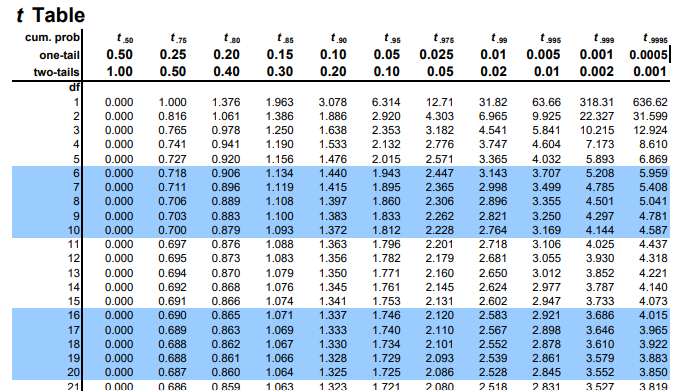 t Table
cum. prob t .50 t .75 t .80 t .85 t .90 t .95 t .975 t .99 t .995 t .999 t .9995
one-tail 0.50 0.25 0.20 0.15 0.10 0.05 0.025 0.01 0.005 0.001 0.0005
two-tails 1.00 0.50 0.40 0.30 0.20 0.10 0.05 0.02 0.01 0.002 0.001
df
1 0.000 1.000 1.376 1.963 3.078 6.314 12.71 31.82 63.66 318.31 636.62
2 0.000 0.816 1.061 1.386 1.886 2.920 4.303 6.965 9.925 22.327 31.599
3 0.000 0.765 0.978 1.250 1.638 2.353 3.182 4.541 5.841 10.215 12.924
4 0.000 0.741 0.941 1.190 1.533 2.132 2.776 3.747 4.604 7.173 8.610
5 0.000 0.727 0.920 1.156 1.476 2.015 2.571 3.365 4.032 5.893 6.869
6 0.000 0.718 0.906 1.134 1.440 1.943 2.447 3.143 3.707 5.208 5.959
7 0.000 0.711 0.896 1.119 1.415 1.895 2.365 2.998 3.499 4.785 5.408
8 0.000 0.706 0.889 1.108 1.397 1.860 2.306 2.896 3.355 4.501 5.041
9 0.000 0.703 0.883 1.100 1.383 1.833 2.262 2.821 3.250 4.297 4.781
10 0.000 0.700 0.879 1.093 1.372 1.812 2.228 2.764 3.169 4.144 4.587
11 0.000 0.697 0.876 1.088 1.363 1.796 2.201 2.718 3.106 4.025 4.437
12 0.000 0.695 0.873 1.083 1.356 1.782 2.179 2.681 3.055 3.930 4.318
13 0.000 0.694 0.870 1.079 1.350 1.771 2.160 2.650 3.012 3.852 4.221
14 0.000 0.692 0.868 1.076 1.345 1.761 2.145 2.624 2.977 3.787 4.140
15 0.000 0.691 0.866 1.074 1.341 1.753 2.131 2.602 2.947 3.733 4.073
16 0.000 0.690 0.865 1.071 1.337 1.746 2.120 2.583 2.921 3.686 4.015
17 0.000 0.689 0.863 1.069 1.333 1.740 2.110 2.567 2.898 3.646 3.965
18 0.000 0.688 0.862 1.067 1.330 1.734 2.101 2.552 2.878 3.610 3.922
19 0.000 0.688 0.861 1.066 1.328 1.729 2.093 2.539 2.861 3.579 3.883
20 0.000 0.687 0.860 1.064 1.325 1.725 2.086 2.528 2.845 3.552 3.850
21 0.000 0.686 0.859 1.063 1.323 1.721 2.080 2.518 2.831 3.527 3.819